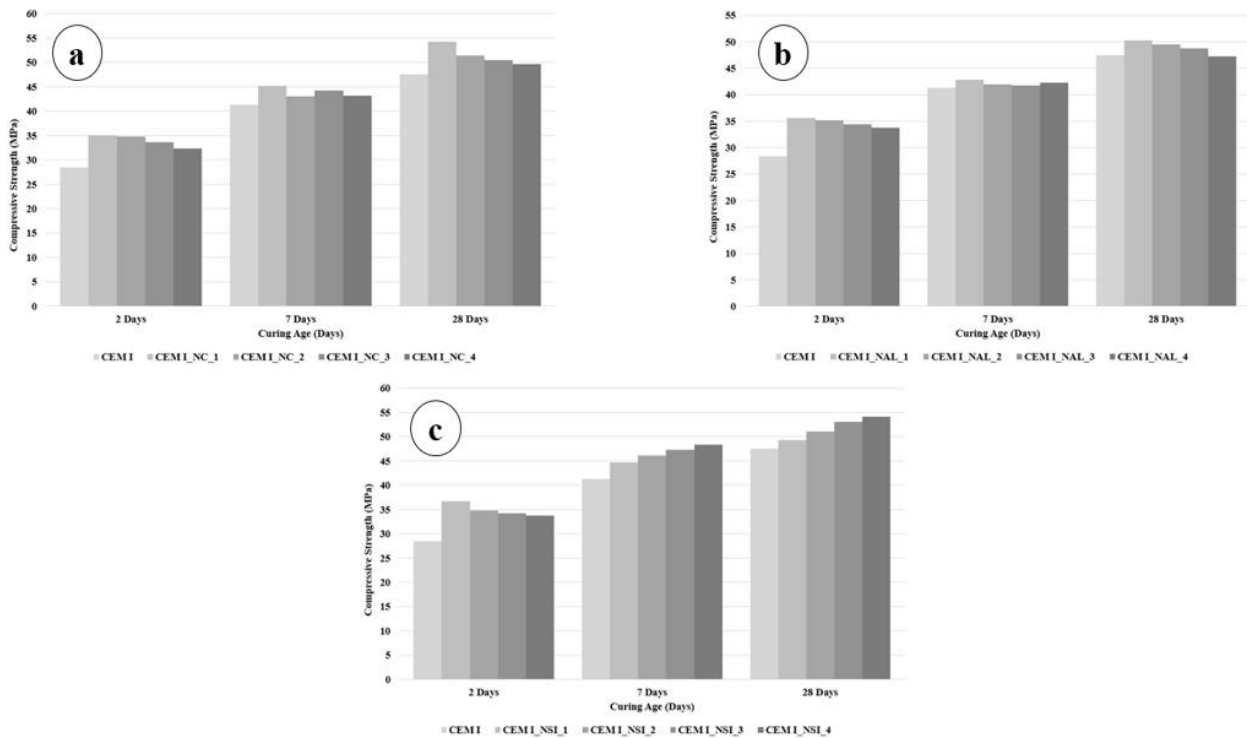 a
Compressive Strength (MPa)
60
55
50
45
40
35
30
25
20
15
10
5
0
2 Days
7 Days
28 Days
Curing Age (Days)
CEM I CEM I_NC_1 CEM I_NC_2 CEM I_NC_3 CEM I_NC_4
b
Compressive Strength (MPa)
55
50
45
40
35
30
25
20
15
10
5
0
2 Days
7 Days
28 Days
Curing Age (Days)
CEM I CEM I_NAL_1 CEM I_NAL_2 CEM I_NAL_3 CEM I_NAL_4
c
Compressive Strength (MPa)
60
55
50
45
40
35
30
25
20
15
10
5
0
2 Days
7 Days
28 Days
Curing Age (Days)
CEM I CEM I_NSI_1 CEM I_NSI_2 CEM I_NSI_3 CEM I_NSI_4